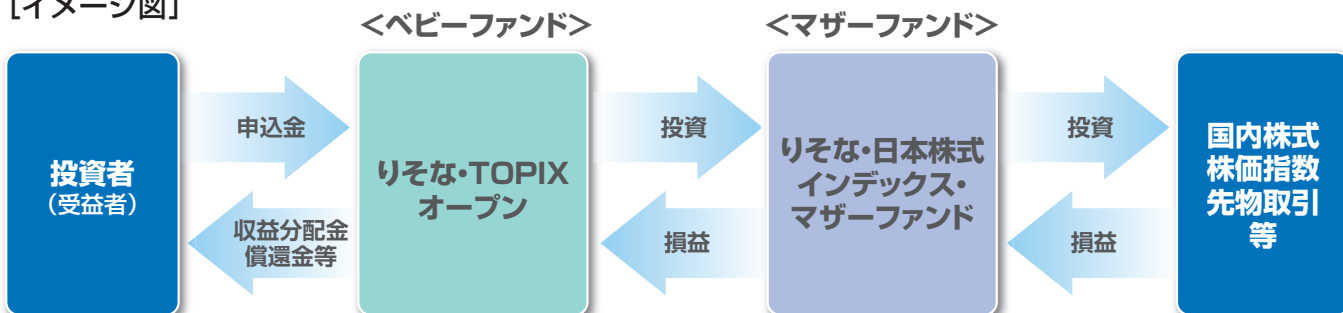 ［イメージ図］
＜ベビーファンド＞
＜マザーファンド＞
投資者
（受益者）
申込金
収益分配金
償還金等
りそな・TOPIX
オープン
投資
損益
りそな・日本株式
インデックス・
マザーファンド
投資
損益
国内株式
株価指数
先物取引
等